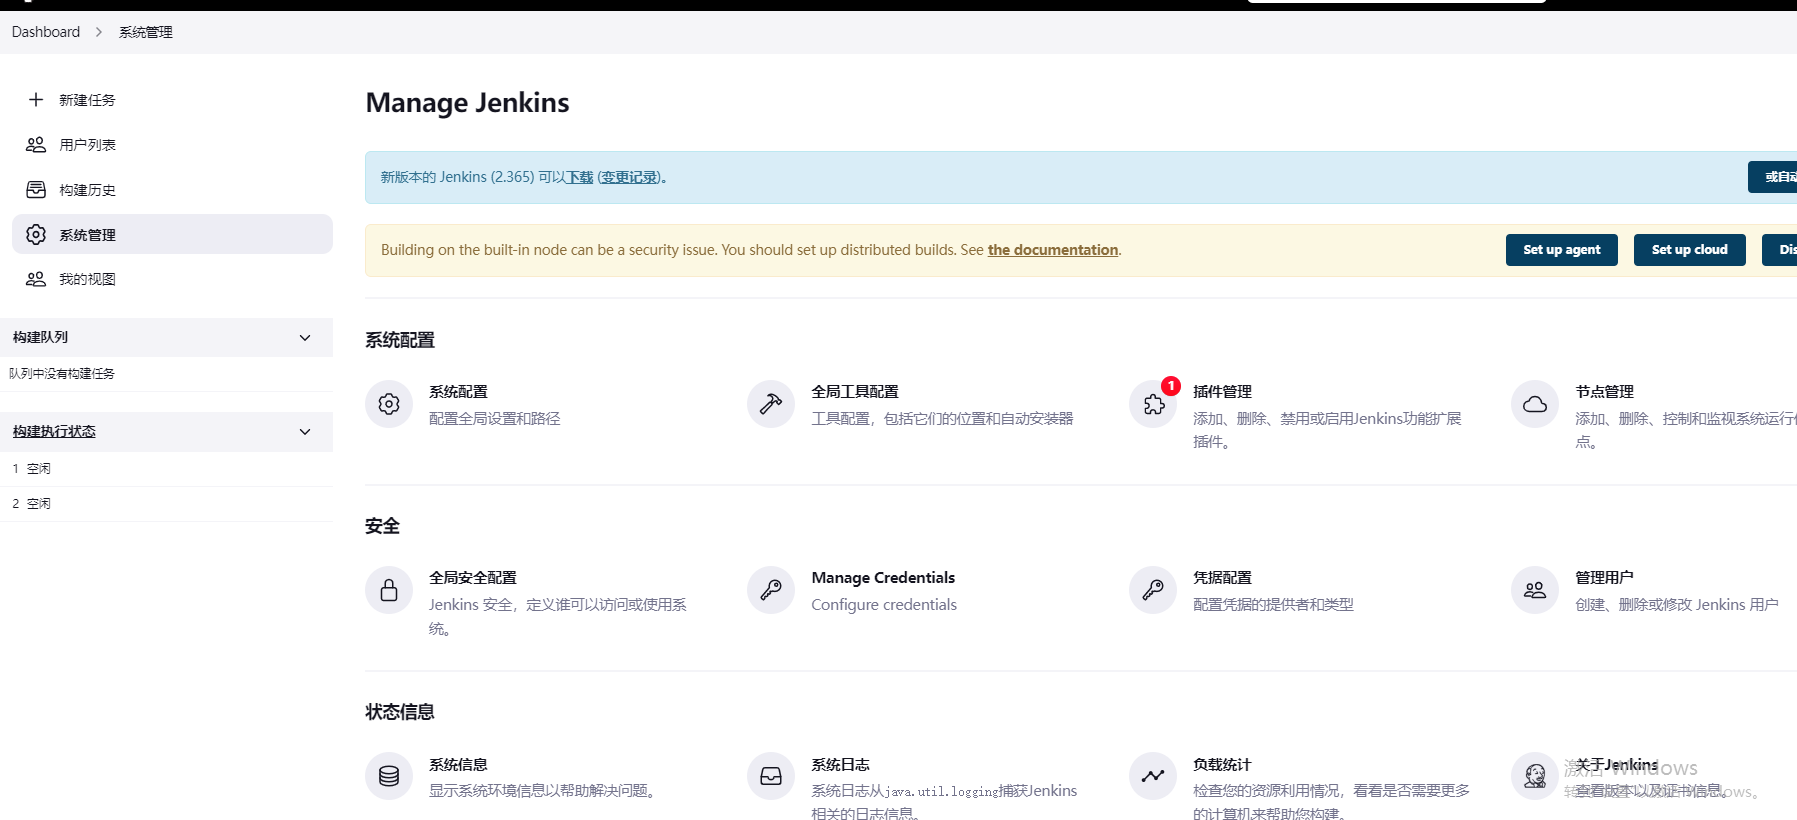 Dashboard > 系统管理
新建任务
用户列表
构建历史
系统管理
我的视图
构建队列
队列中没有构建任务
构建执行状态
1 空闲
2 空闲
Manage Jenkins
新版本的 Jenkins (2.365) 可以下载 (变更记录)。
或自动
Building on the built-in node can be a security issue. You should set up distributed builds. See the documentation.
Set up agent
Set up cloud
Dis
系统配置
系统配置
配置全局设置和路径
全局工具配置
工具配置，包括它们的位置和自动安装器
1
插件管理
添加、删除、禁用或启用Jenkins功能扩展
插件。
节点管理
添加、删除、控制和监视系统运行任
点。
安全
全局安全配置
Jenkins 安全，定义谁可以访问或使用系
统。
Manage Credentials
Configure credentials
凭据配置
配置凭据的提供者和类型
管理用户
创建、删除或修改 Jenkins 用户
状态信息
系统信息
显示系统环境信息以帮助解决问题。
系统日志
系统日志从java.util.logging捕获Jenkins
相关的日志信息。
负载统计
检查您的资源利用情况，看看是否需要更多
的计算机来帮助您构建。
关于Jenkins
查看版本以及证书信息。
激活 Windows